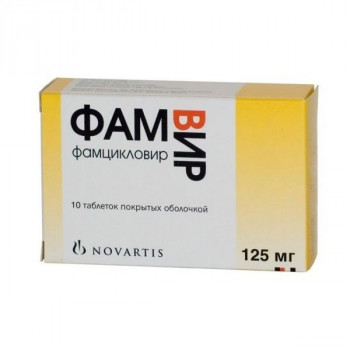 ФАМВИР
фамцикловир
10 таблеток покрытых оболочкой
NOVARTIS
125 мг